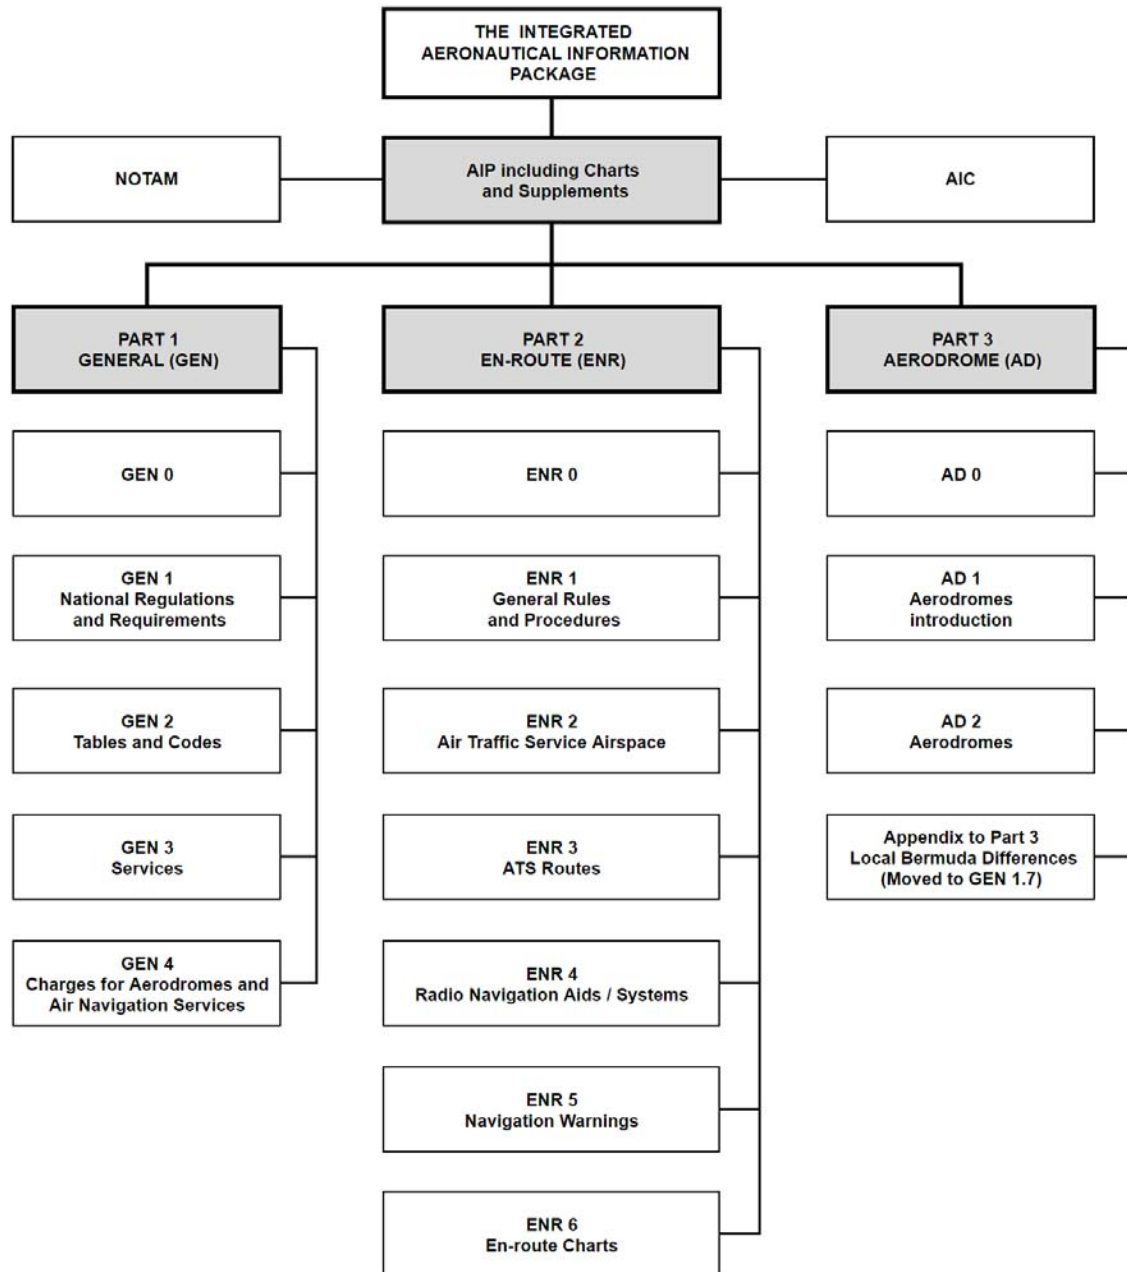 THE INTEGRATED
AERONAUTICAL INFORMATION
PACKAGE
NOTAM
AIP including Charts
and Supplements
AIC
PART 1
GENERAL (GEN)
PART 2
EN-ROUTE (ENR)
PART 3
AERODROME (AD)
GEN 0
ENR 0
AD 0
GEN 1
National Regulations
and Requirements
ENR 1
General Rules
and Procedures
AD 1
Aerodromes
introduction
GEN 2
Tables and Codes
ENR 2
Air Traffic Service Airspace
AD 2
Aerodromes
GEN 3
Services
ENR 3
ATS Routes
Appendix to Part 3
Local Bermuda Differences
(Moved to GEN 1.7)
GEN 4
Charges for Aerodromes and
Air Navigation Services
ENR 4
Radio Navigation Aids / Systems
ENR 5
Navigation Warnings
ENR 6
En-route Charts